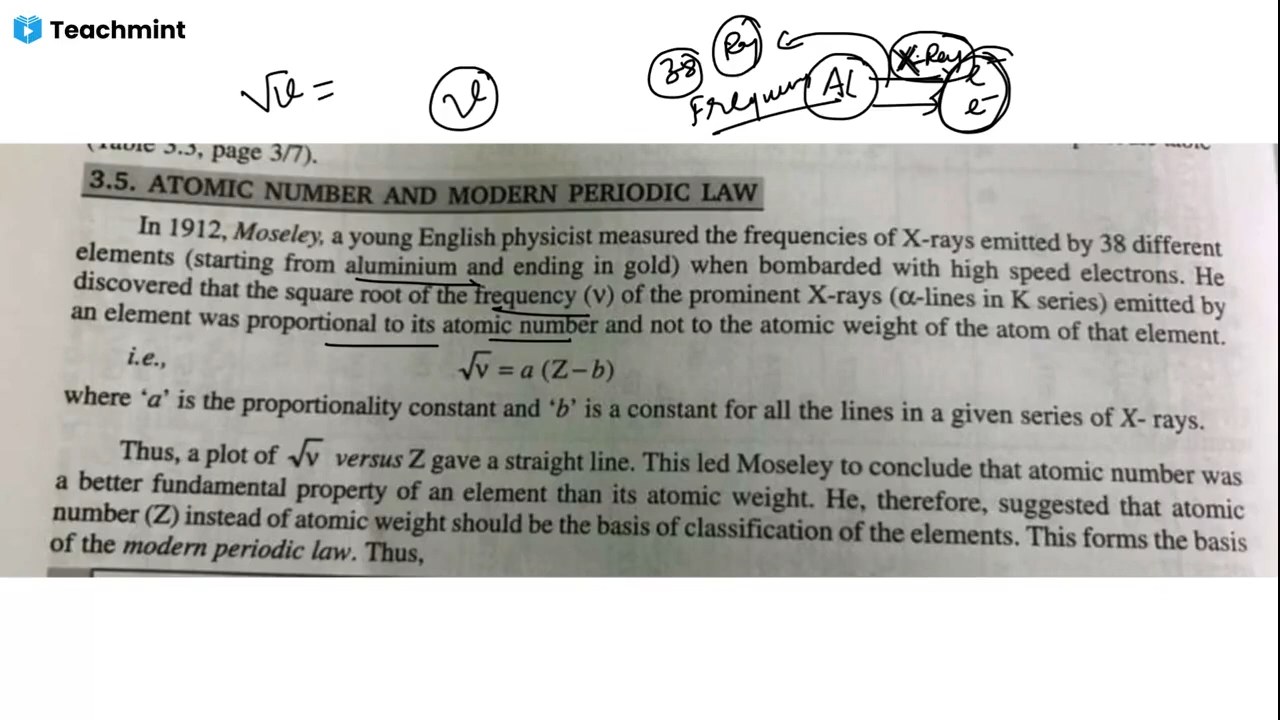 Teachmint
38 Ray X-Ray e⁻
√ν = ν Frequency Al e⁻
(Table 3.3, page 3/7).
3.5. ATOMIC NUMBER AND MODERN PERIODIC LAW
In 1912, Moseley, a young English physicist measured the frequencies of X-rays emitted by 38 different
elements (starting from aluminium and ending in gold) when bombarded with high speed electrons. He
discovered that the square root of the frequency (ν) of the prominent X-rays (α-lines in K series) emitted by
an element was proportional to its atomic number and not to the atomic weight of the atom of that element.
i.e.,
√ν = a (Z – b)
where ‘a’ is the proportionality constant and ‘b’ is a constant for all the lines in a given series of X- rays.
Thus, a plot of √ν versus Z gave a straight line. This led Moseley to conclude that atomic number was
a better fundamental property of an element than its atomic weight. He, therefore, suggested that atomic
number (Z) instead of atomic weight should be the basis of classification of the elements. This forms the basis
of the modern periodic law. Thus,